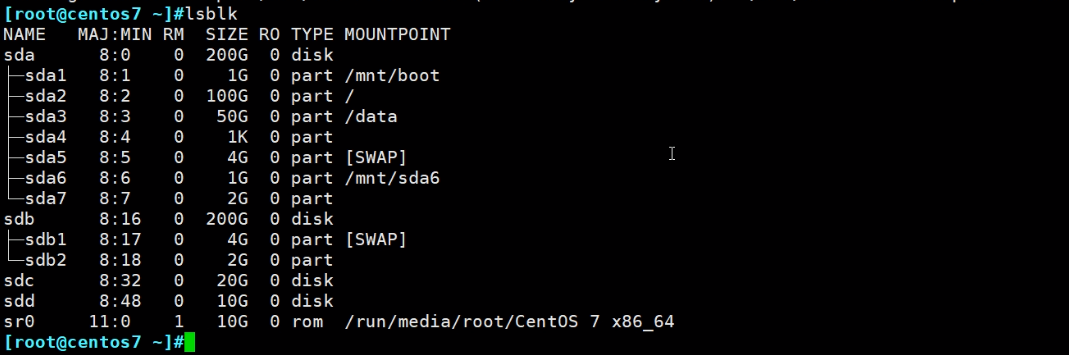 [root@centos7 ~]#lsblk
NAME   MAJ:MIN RM  SIZE RO TYPE MOUNTPOINT
sda      8:0    0  200G  0 disk
├─sda1   8:1    0    1G  0 part /mnt/boot
├─sda2   8:2    0  100G  0 part /
├─sda3   8:3    0   50G  0 part /data
├─sda4   8:4    0    1K  0 part
├─sda5   8:5    0    4G  0 part [SWAP]
├─sda6   8:6    0    1G  0 part /mnt/sda6
└─sda7   8:7    0    2G  0 part
sdb      8:16   0  200G  0 disk
├─sdb1   8:17   0    4G  0 part [SWAP]
└─sdb2   8:18   0    2G  0 part
sdc      8:32   0   20G  0 disk
sdd      8:48   0   10G  0 disk
sr0     11:0    1   10G  0 rom  /run/media/root/CentOS 7 x86_64
[root@centos7 ~]#